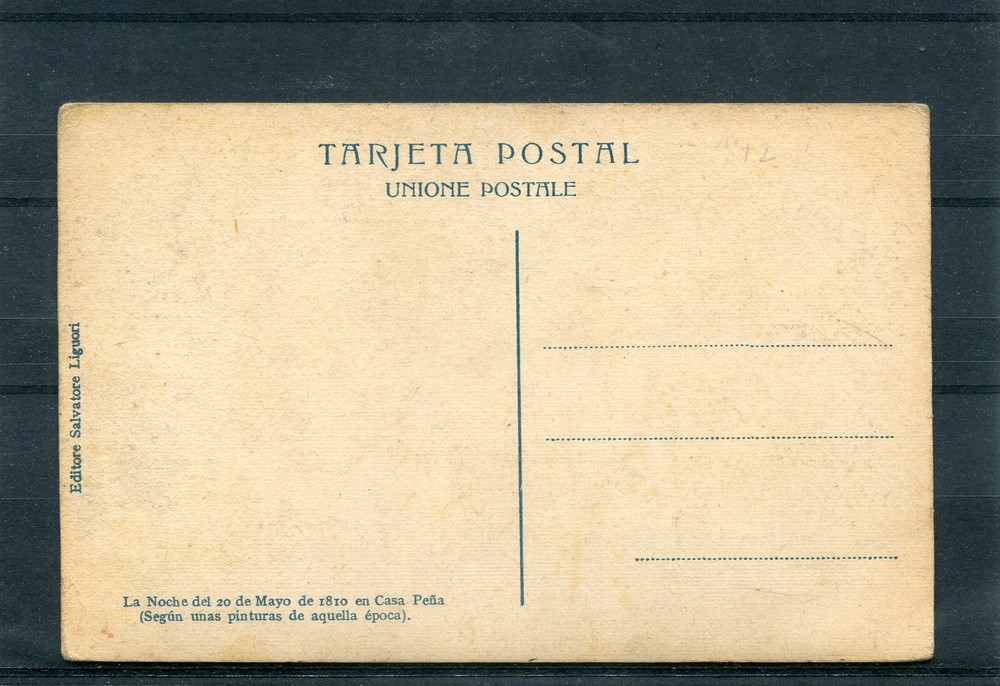 TARJETA POSTAL
UNIONE POSTALE
Editore Salvatore Liguori
La Noche del 20 de Mayo de 1810 en Casa Peña
(Según unas pinturas de aquella época).